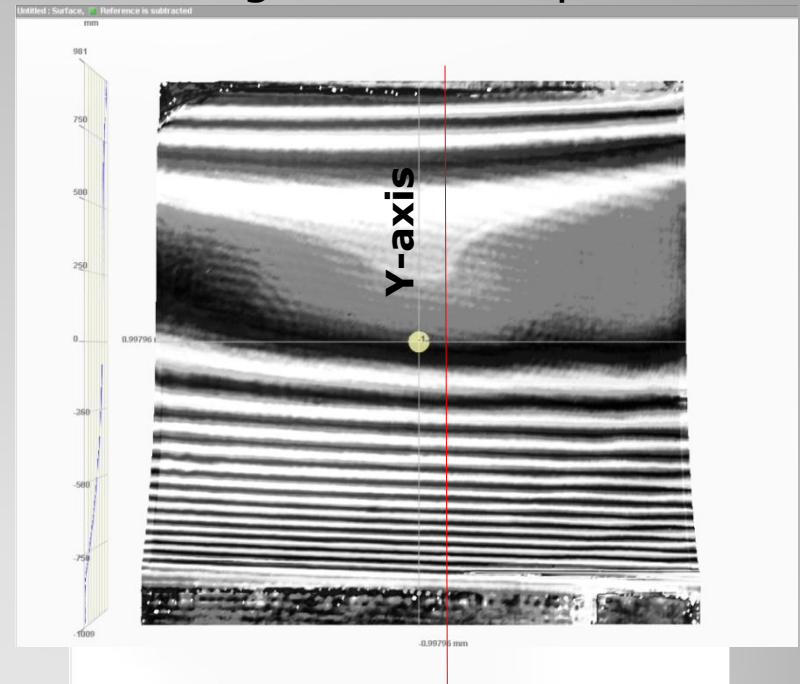 Untitled : Surface, Reference is subtracted
mm
981
750
500
250
0
0.99796
-1.
-250
-500
-750
-1009
-0.99796 mm
Y-axis